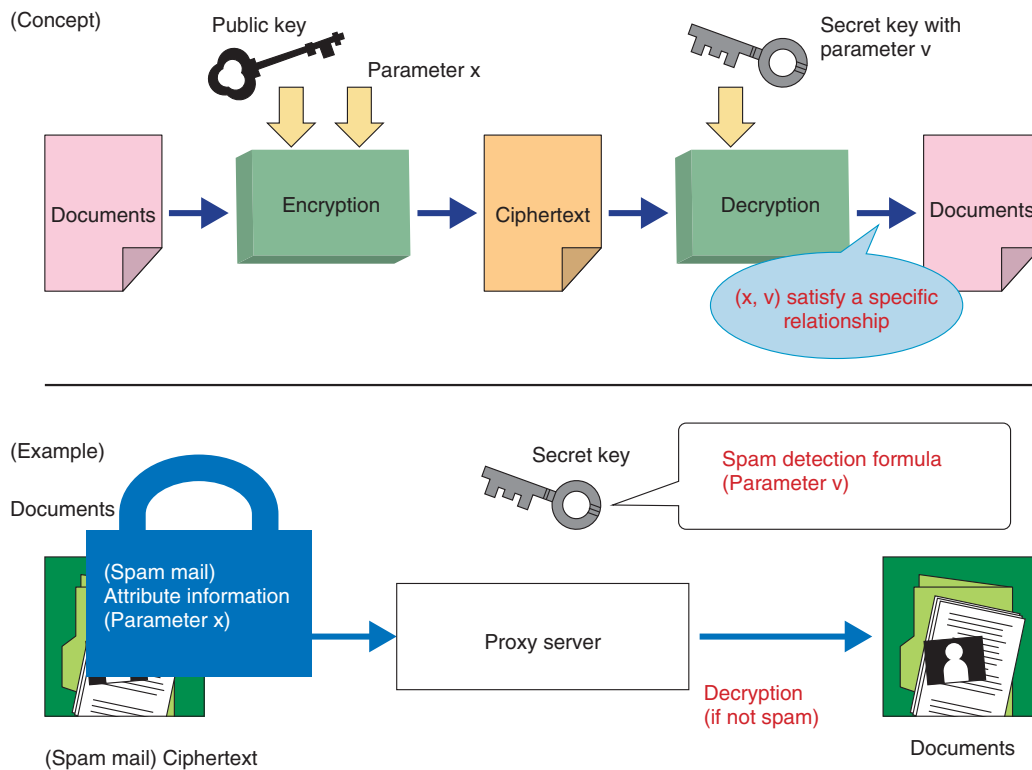 (Concept)
Public key
Parameter x
Secret key with
parameter v
Documents
Encryption
Ciphertext
Decryption
Documents
(x, v) satisfy a specific
relationship
(Example)
Secret key
Spam detection formula
(Parameter v)
Documents
(Spam mail)
Attribute information
(Parameter x)
Proxy server
Decryption
(if not spam)
(Spam mail) Ciphertext
Documents